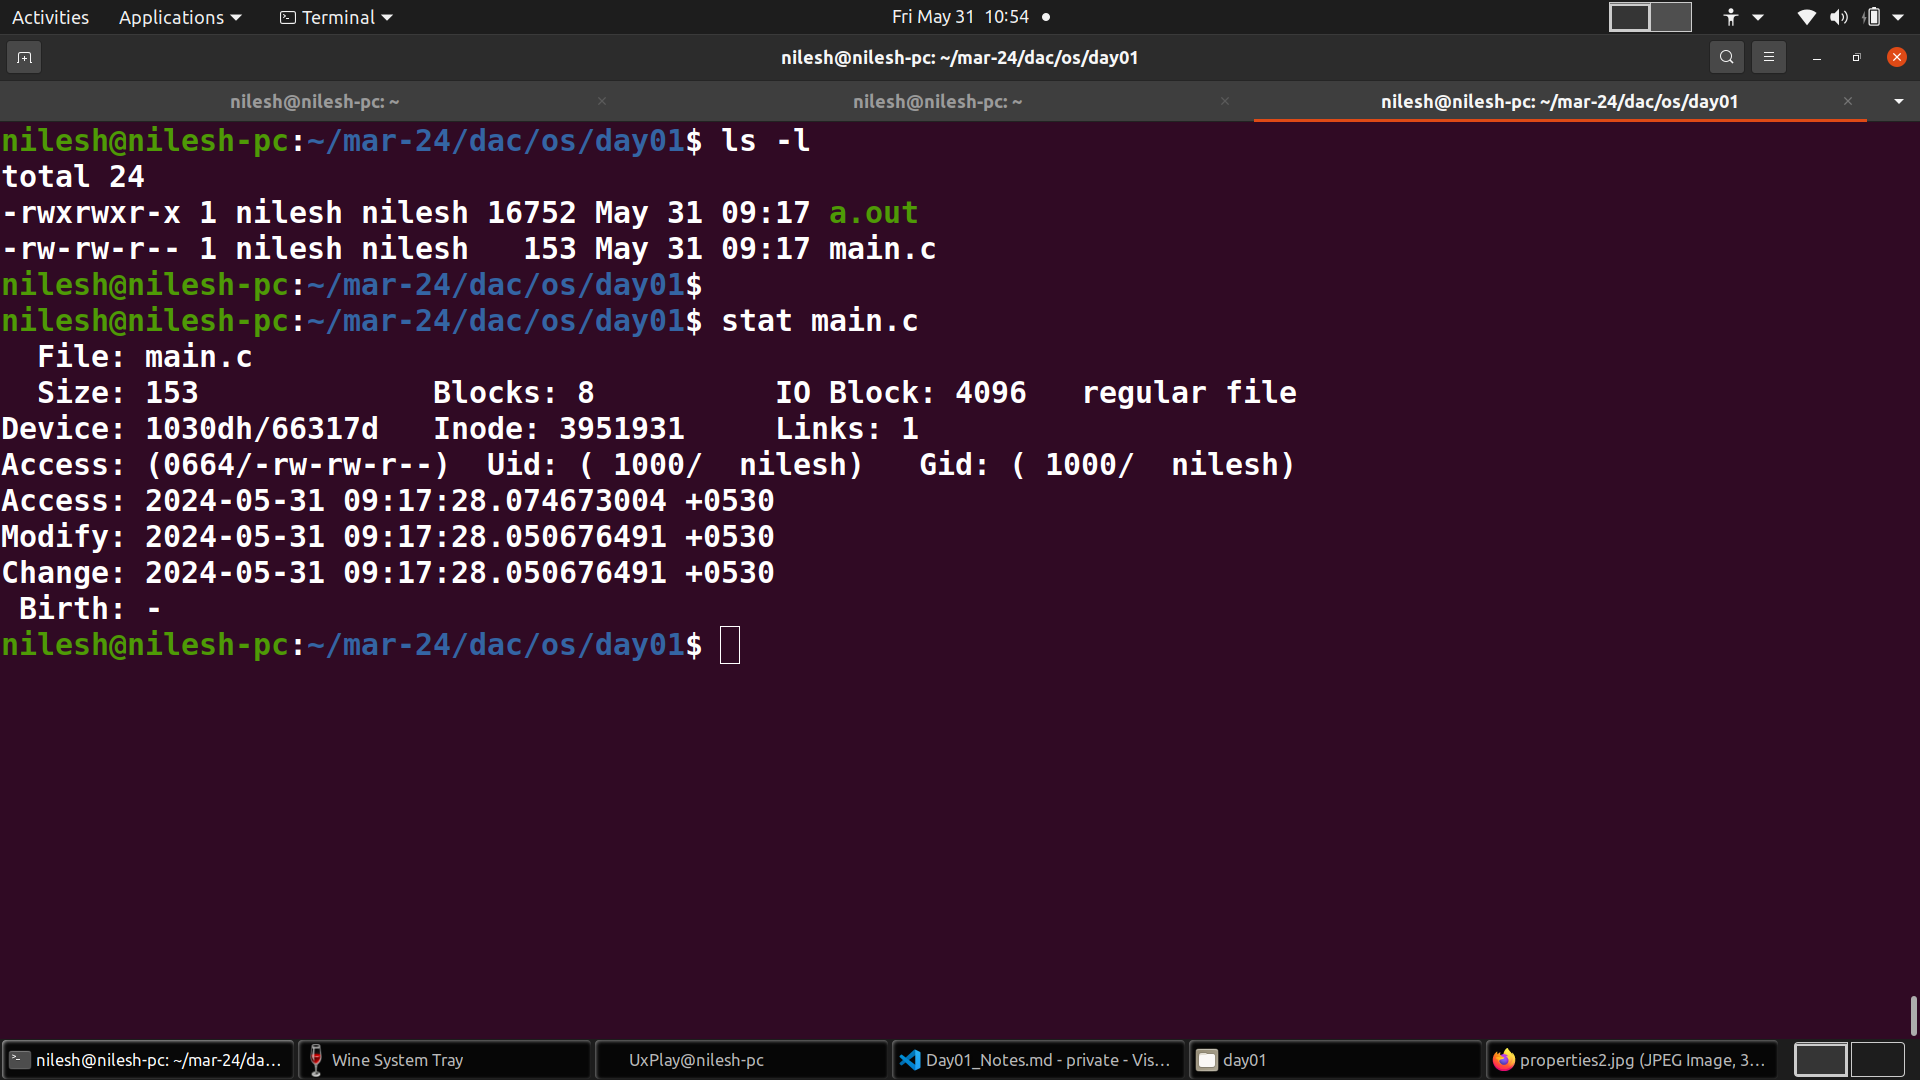 Activities Applications Terminal Fri May 31 10:54
nilesh@nilesh-pc: ~/mar-24/dac/os/day01
nilesh@nilesh-pc: ~ nilesh@nilesh-pc: ~ nilesh@nilesh-pc: ~/mar-24/dac/os/day01
nilesh@nilesh-pc:~/mar-24/dac/os/day01$ ls -l
total 24
-rwxrwxr-x 1 nilesh nilesh 16752 May 31 09:17 a.out
-rw-rw-r-- 1 nilesh nilesh   153 May 31 09:17 main.c
nilesh@nilesh-pc:~/mar-24/dac/os/day01$
nilesh@nilesh-pc:~/mar-24/dac/os/day01$ stat main.c
  File: main.c
  Size: 153             Blocks: 8          IO Block: 4096   regular file
Device: 1030dh/66317d   Inode: 3951931     Links: 1
Access: (0664/-rw-rw-r--)  Uid: ( 1000/  nilesh)   Gid: ( 1000/  nilesh)
Access: 2024-05-31 09:17:28.074673004 +0530
Modify: 2024-05-31 09:17:28.050676491 +0530
Change: 2024-05-31 09:17:28.050676491 +0530
 Birth: -
nilesh@nilesh-pc:~/mar-24/dac/os/day01$
nilesh@nilesh-pc: ~/mar-24/da... Wine System Tray UxPlay@nilesh-pc Day01_Notes.md - private - Vis... day01 properties2.jpg (JPEG Image, 3...